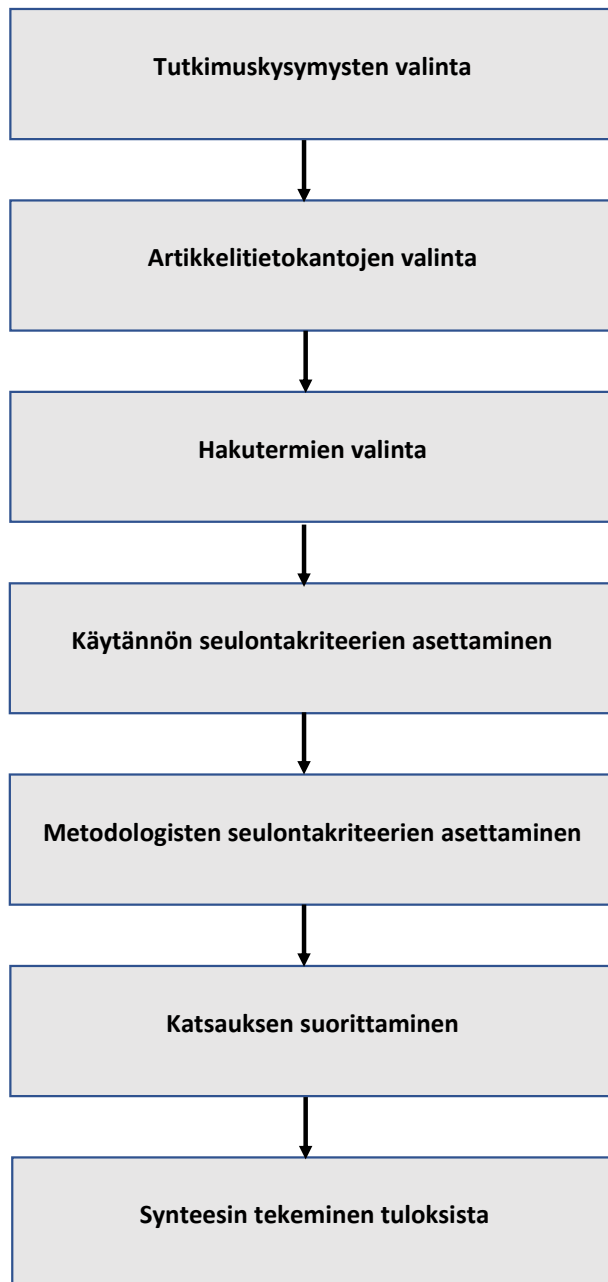 Tutkimuskysymysten valinta
Artikkelitietokantojen valinta
Hakutermien valinta
Käytännön seulontakriteerien asettaminen
Metodologisten seulontakriteerien asettaminen
Katsauksen suorittaminen
Synteesin tekeminen tuloksista